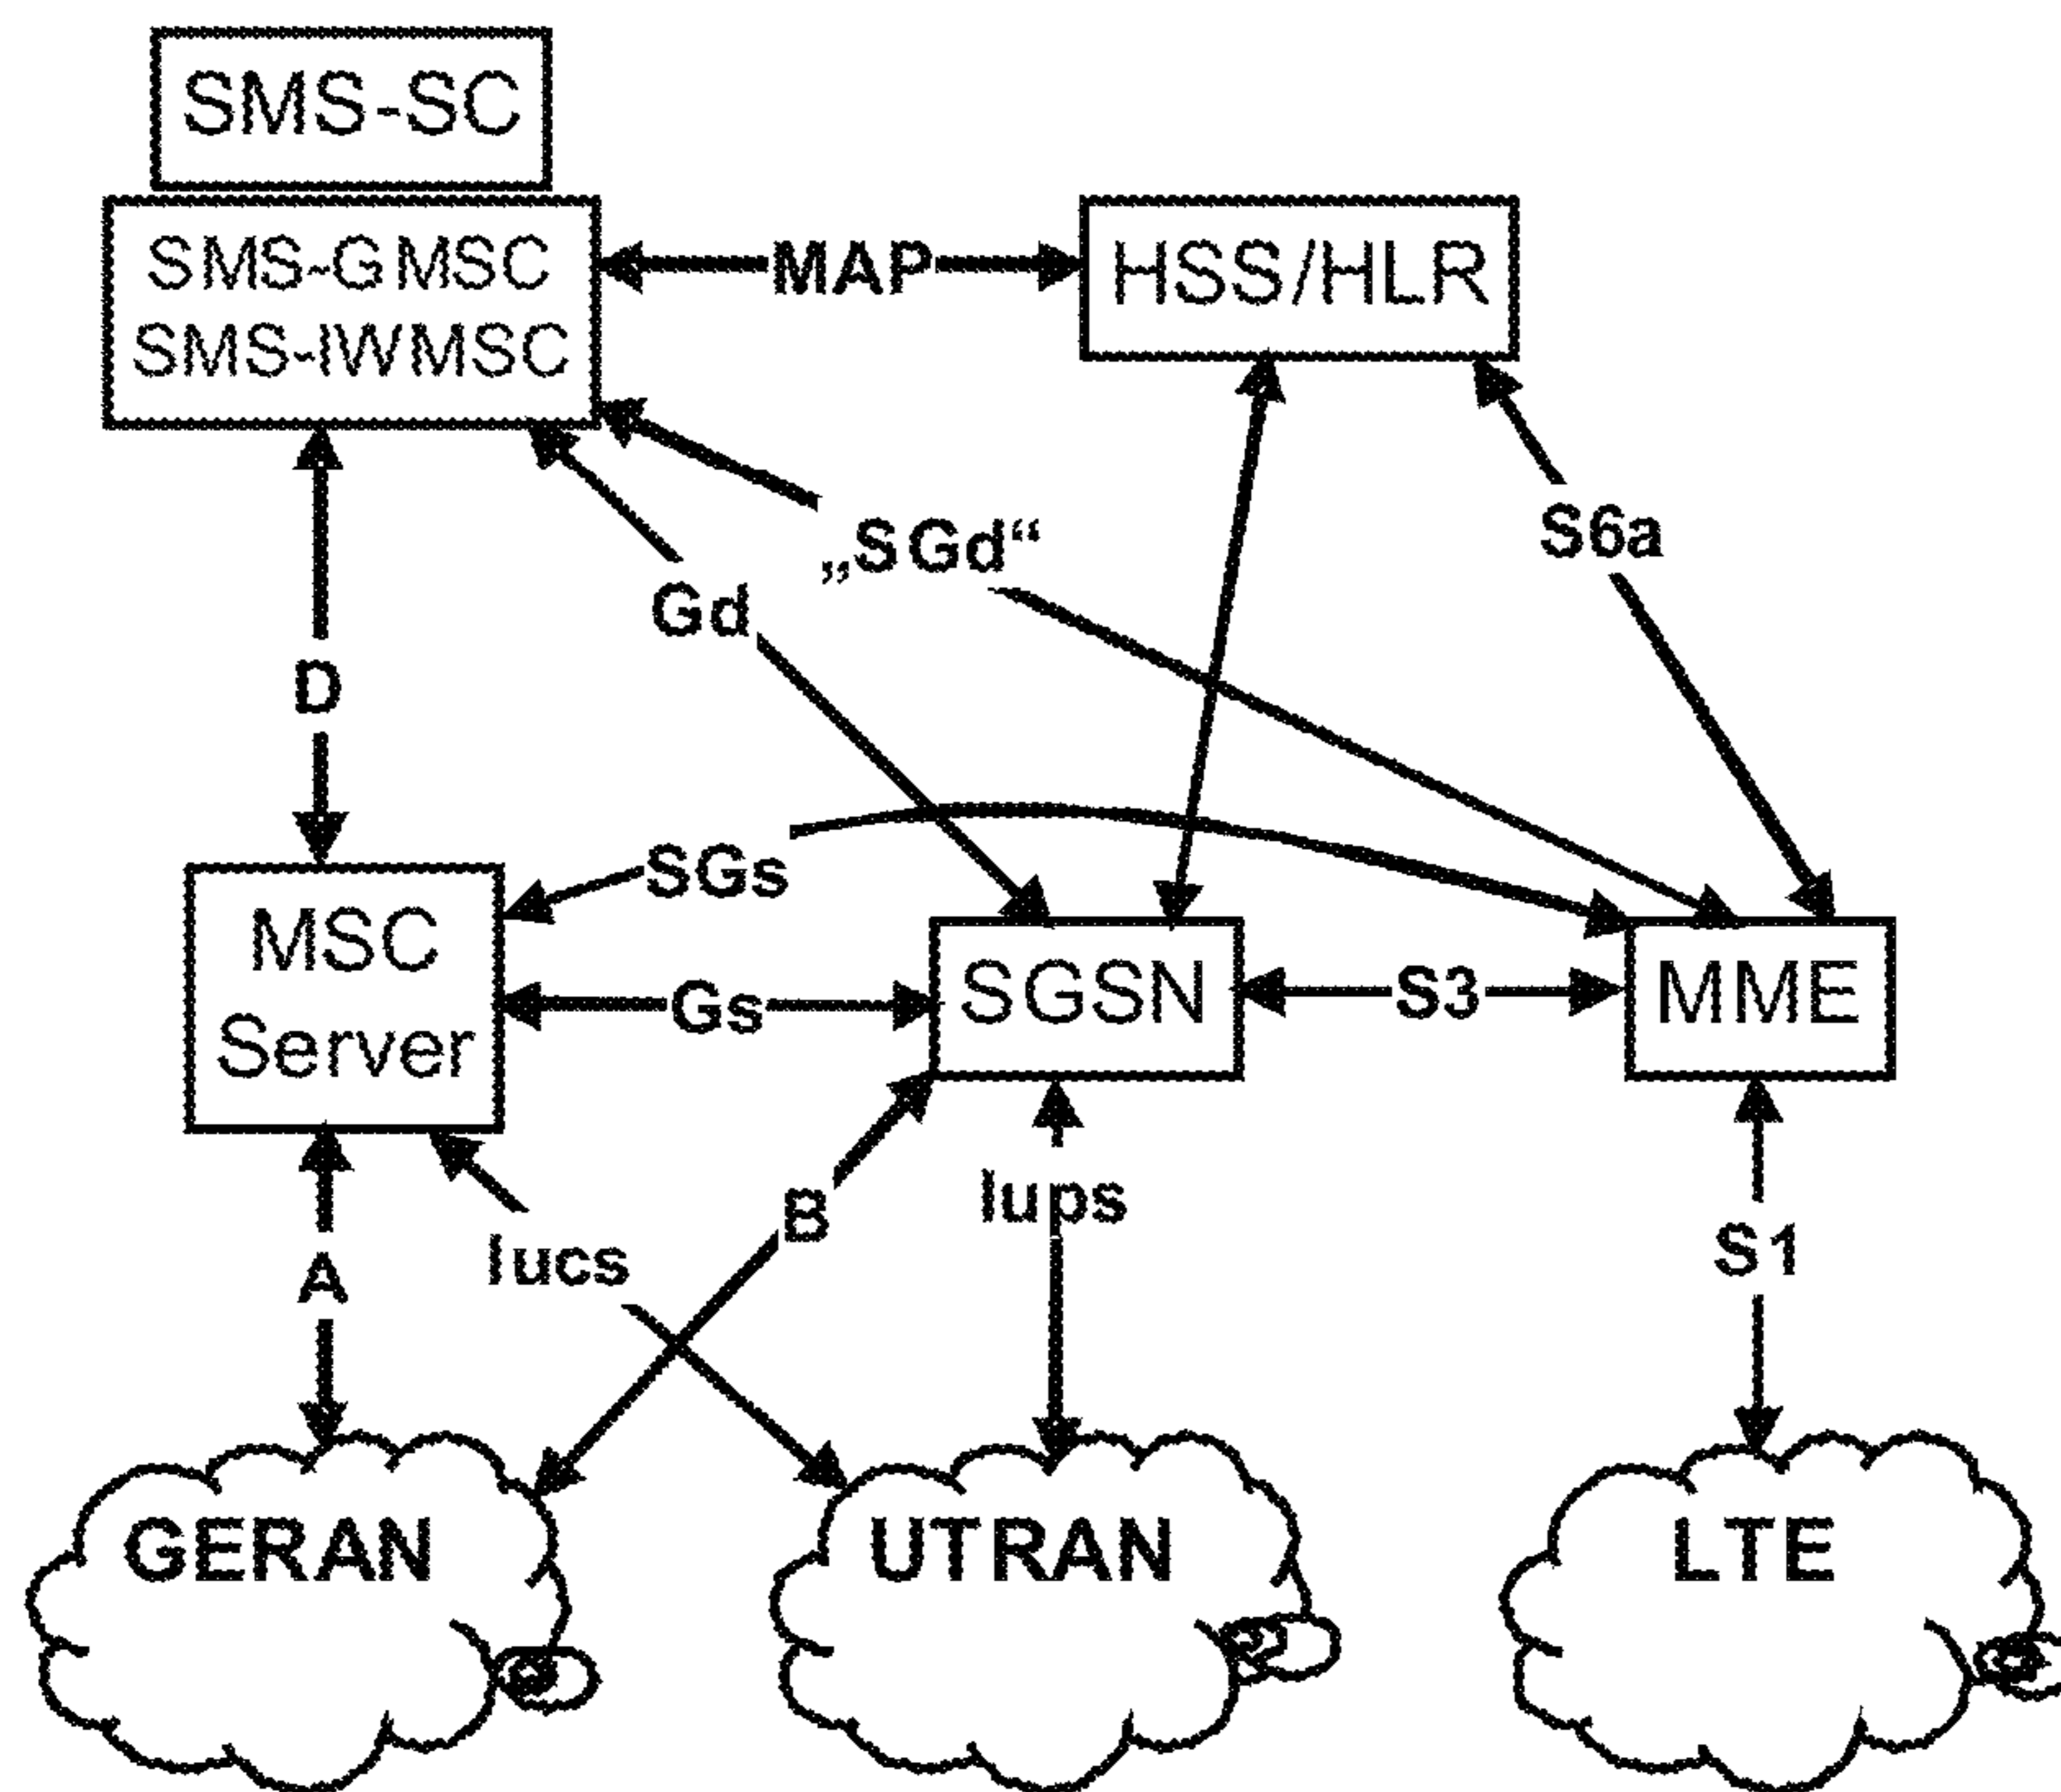 SMS-SC
SMS-GMSC
SMS-IWMSC
MAP
HSS/HLR
„SGd“
S6a
Gd
D
SGs
MSC
Server
Gs
SGSN
S3
MME
Iups
B
Iucs
A
S1
GERAN
UTRAN
LTE